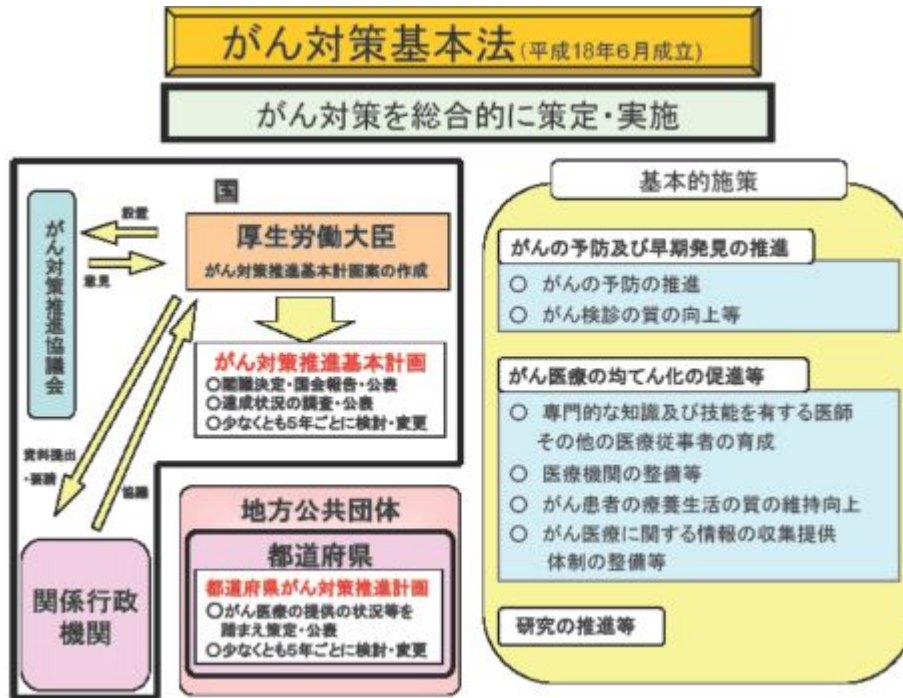 がん対策基本法(平成18年6月成立)
がん対策を総合的に策定・実施
国
がん対策推進協議会
設置
意見
厚生労働大臣
がん対策推進基本計画案の作成
がん対策推進基本計画
○閣議決定・国会報告・公表
○達成状況の調査・公表
○少なくとも5年ごとに検討・変更
資料提出
・要請
協議
関係行政
機関
地方公共団体
都道府県
都道府県がん対策推進計画
○がん医療の提供の状況等を
踏まえ策定・公表
○少なくとも5年ごとに検討・変更
基本的施策
がんの予防及び早期発見の推進
○ がんの予防の推進
○ がん検診の質の向上等
がん医療の均てん化の促進等
○ 専門的な知識及び技能を有する医師
その他の医療従事者の育成
○ 医療機関の整備等
○ がん患者の療養生活の質の維持向上
○ がん医療に関する情報の収集提供
体制の整備等
研究の推進等